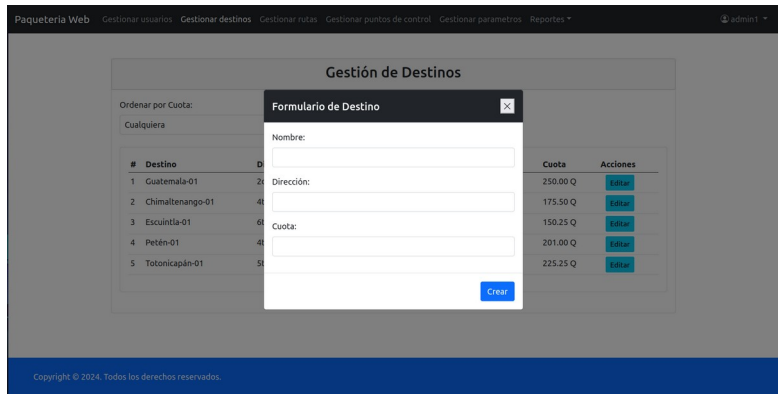 Paqueteria Web Gestionar usuarios Gestionar destinos Gestionar rutas Gestionar puntos de control Gestionar parametros Reportes admin1
Gestión de Destinos
Ordenar por Cuota:
Cualquiera
Formulario de Destino
Nombre:
Dirección:
Cuota:
Crear
# Destino Cuota Acciones
1 Guatemala-01 250.00 Q Editar
2 Chimaltenango-01 175.50 Q Editar
3 Escuintla-01 150.25 Q Editar
4 Petén-01 201.00 Q Editar
5 Totonicapán-01 225.25 Q Editar
Copyright © 2024. Todos los derechos reservados.